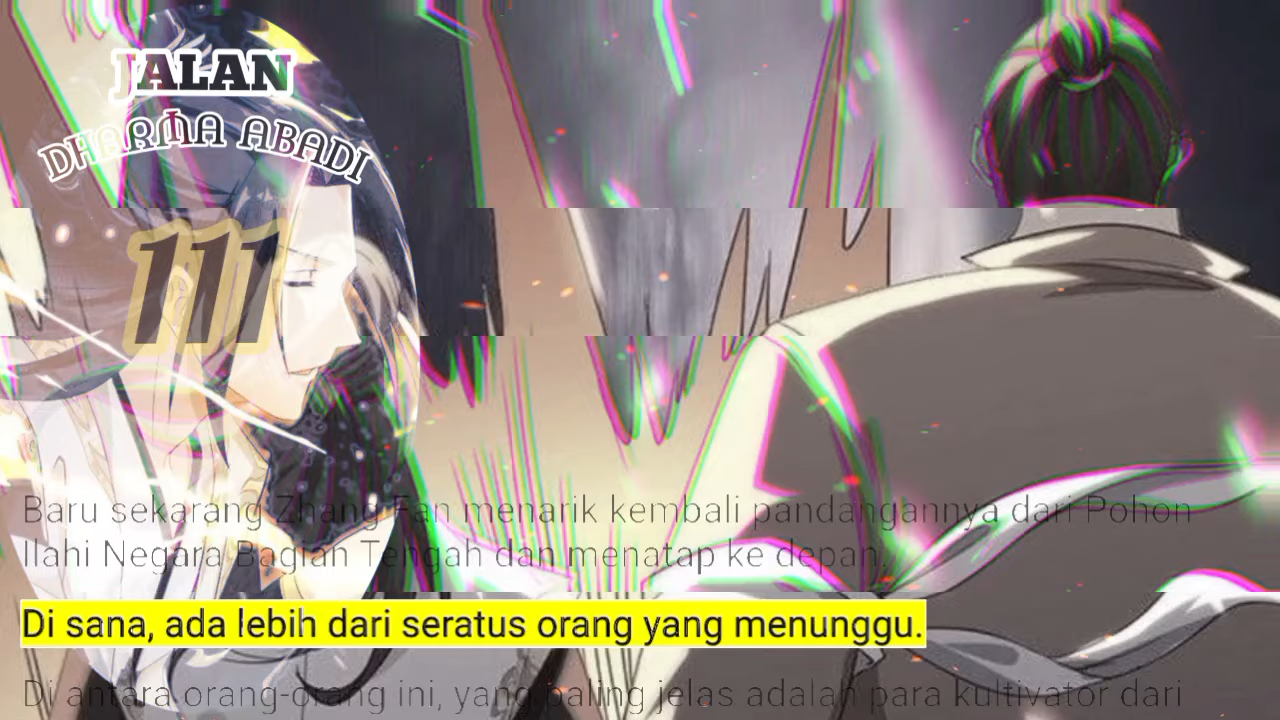 JALAN
DHARMA ABADI
111
Baru sekarang Zhang Fan menarik kembali pandangannya dari Pohon
Ilahi Negara Bagian Tengah dan menatap ke depan.
Di sana, ada lebih dari seratus orang yang menunggu.
Di antara orang-orang ini, yang paling jelas adalah para kultivator dari